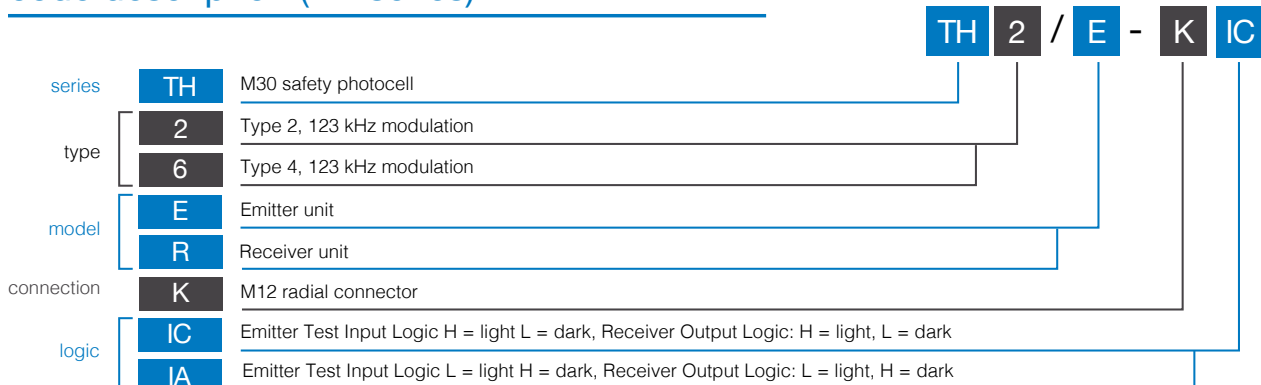 TH 2 / E - K IC
series TH M30 safety photocell
type
2 Type 2, 123 kHz modulation
6 Type 4, 123 kHz modulation
model
E Emitter unit
R Receiver unit
connection K M12 radial connector
logic
IC Emitter Test Input Logic H = light L = dark, Receiver Output Logic: H = light, L = dark
IA Emitter Test Input Logic L = light H = dark, Receiver Output Logic: L = light, H = dark